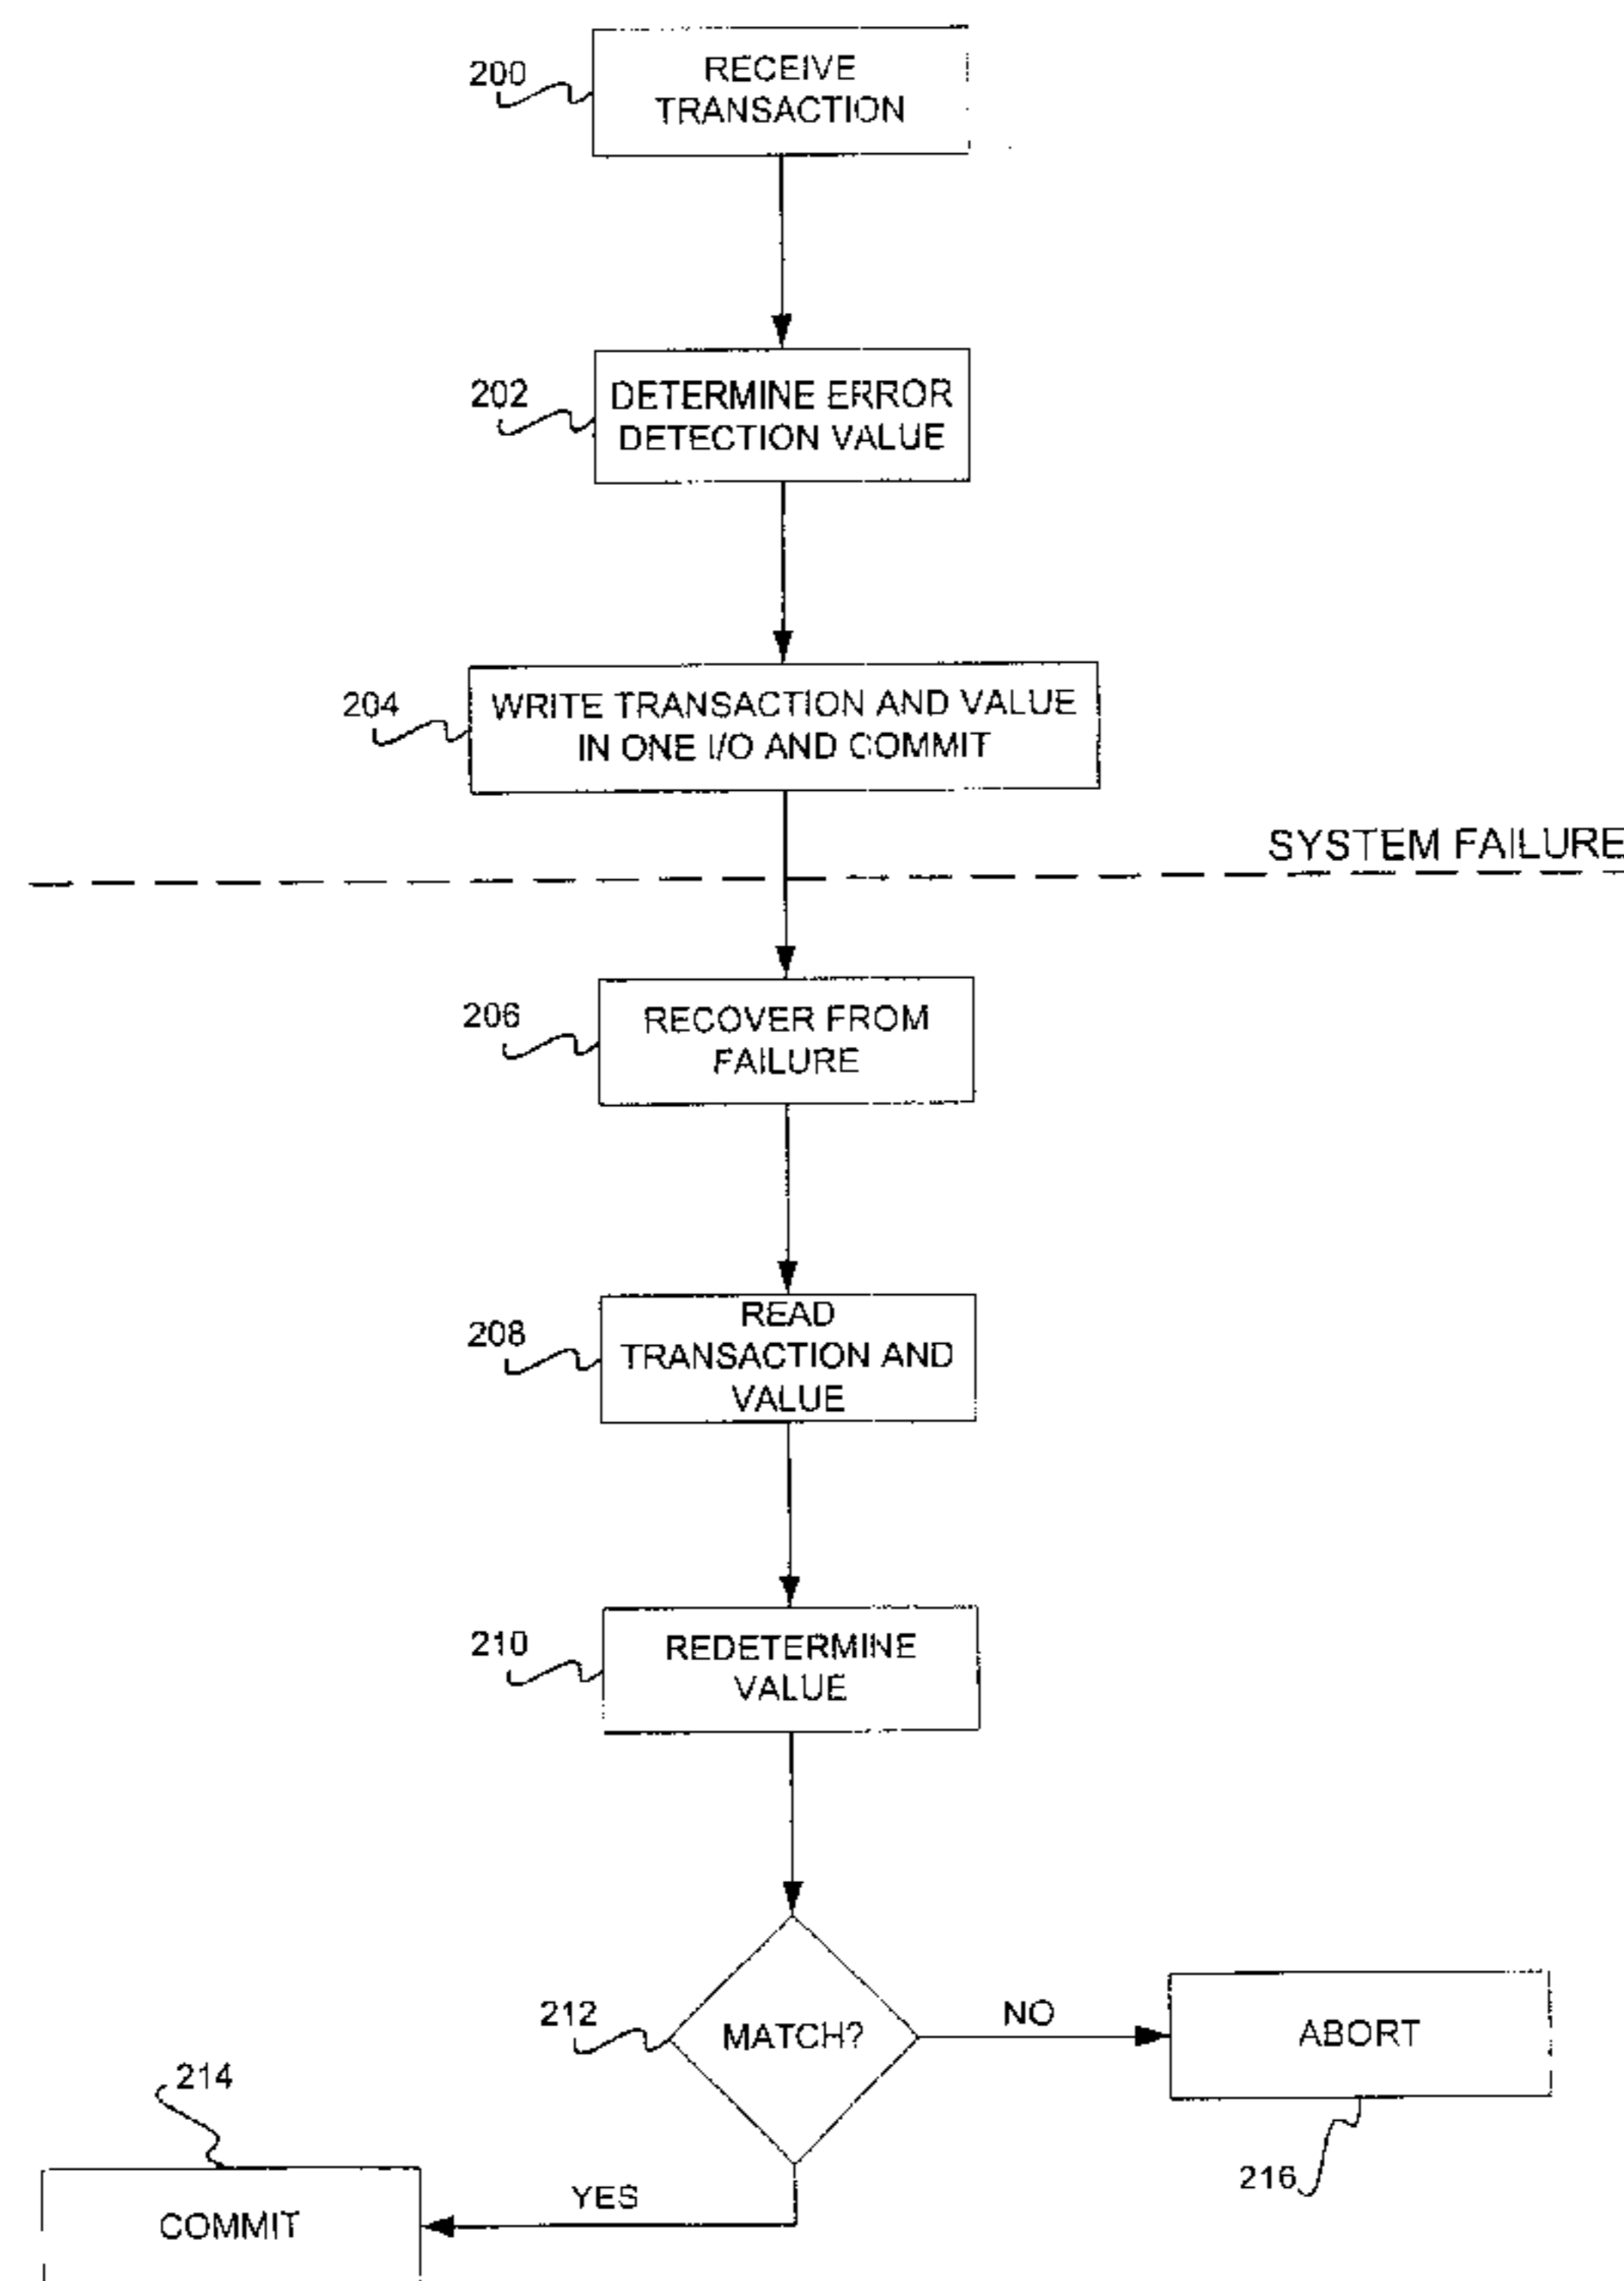 200
RECEIVE
TRANSACTION
202
DETERMINE ERROR
DETECTION VALUE
204
WRITE TRANSACTION AND VALUE
IN ONE I/O AND COMMIT
SYSTEM FAILURE
206
RECOVER FROM
FAILURE
208
READ
TRANSACTION AND
VALUE
210
REDETERMINE
VALUE
212
MATCH?
NO
ABORT
214
216
YES
COMMIT